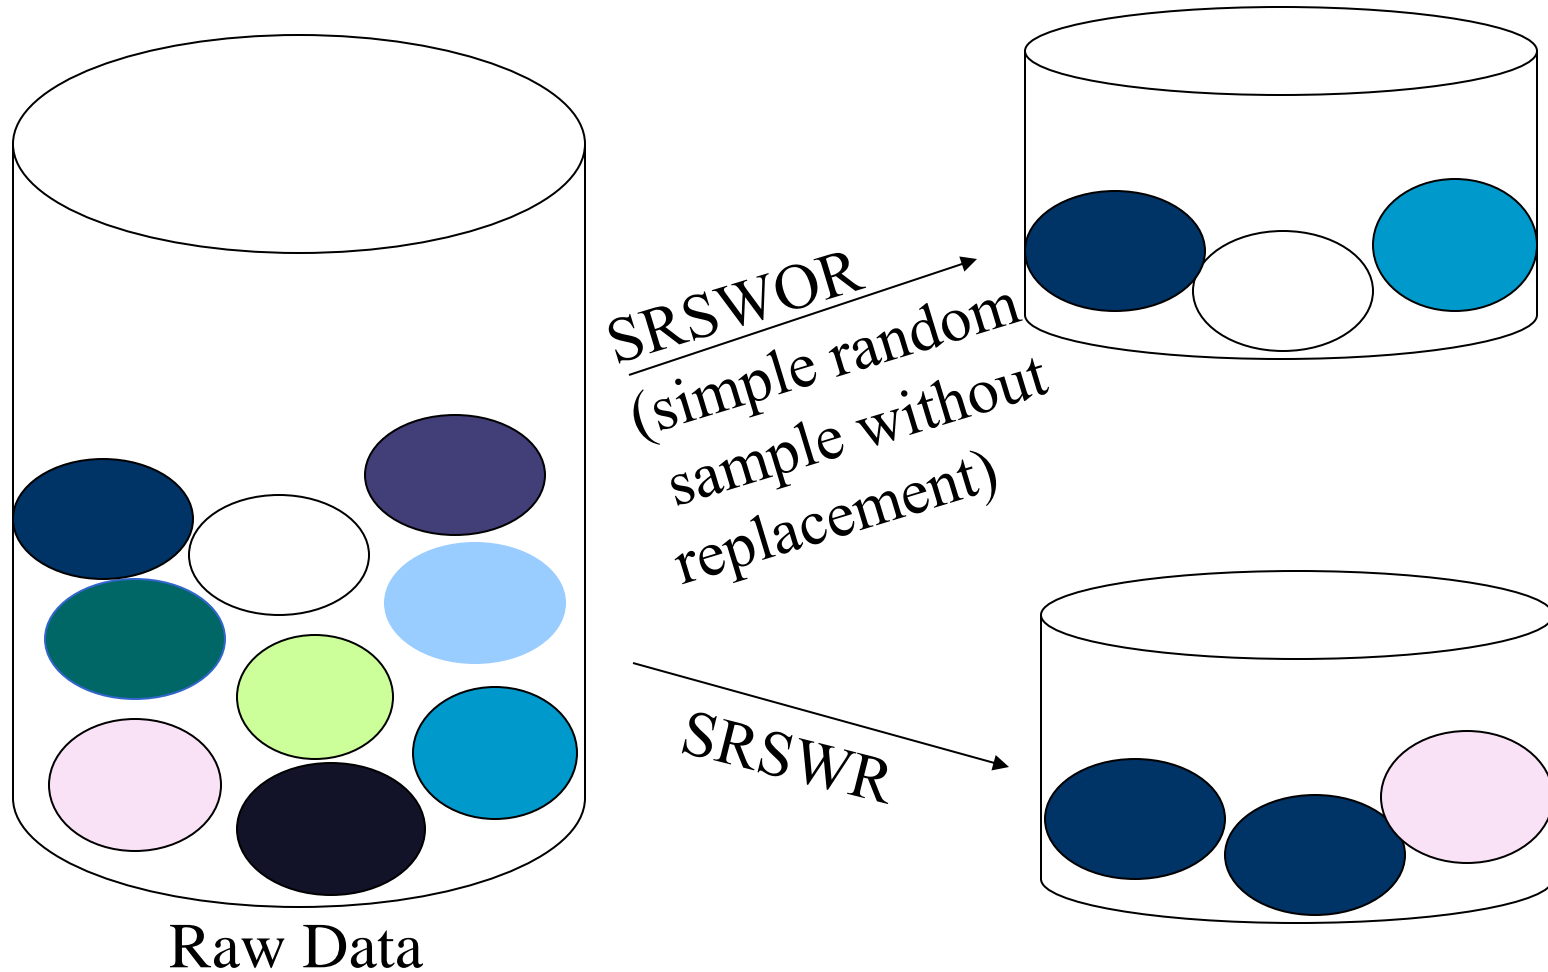 SRSWOR
(simple random
sample without
replacement)
SRSWR
Raw Data